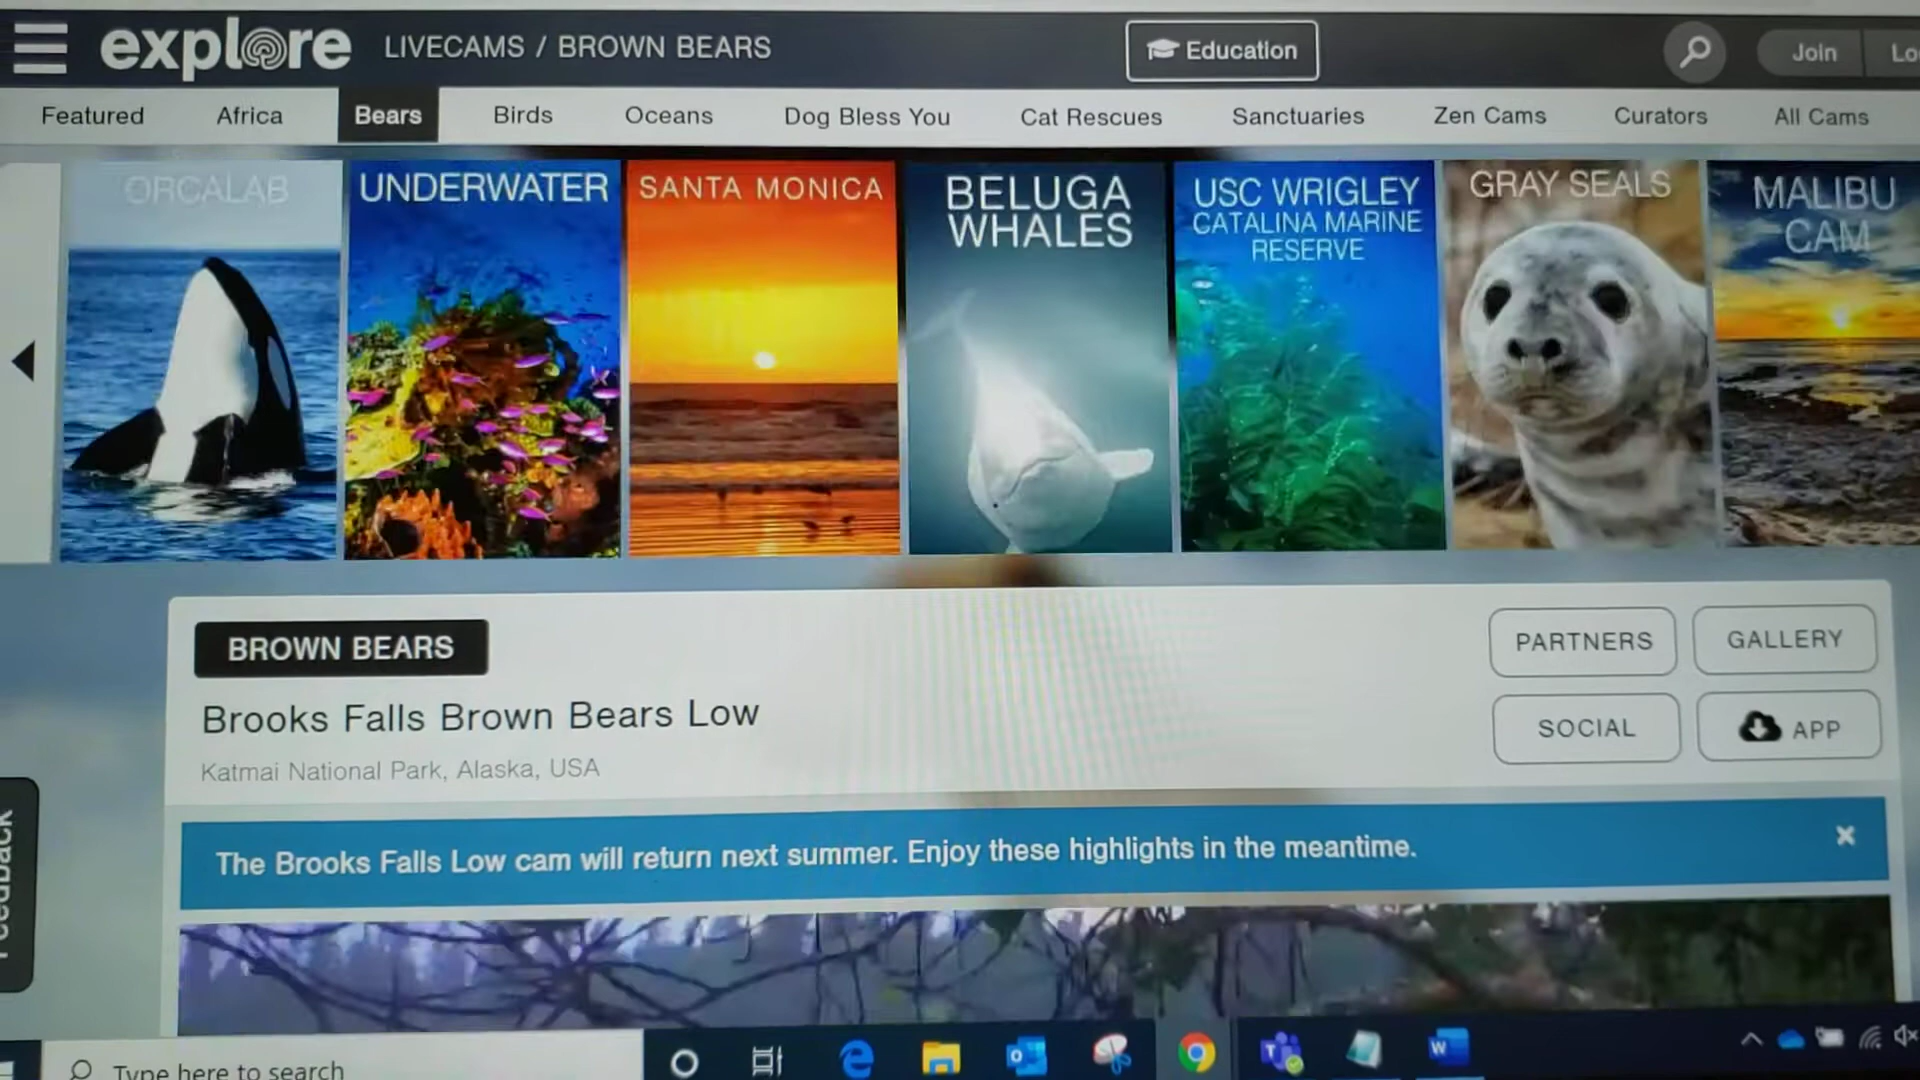 explore LIVECAMS / BROWN BEARS Education Join
Featured Africa Bears Birds Oceans Dog Bless You Cat Rescues Sanctuaries Zen Cams Curators All Cams
ORCALAB
UNDERWATER
SANTA MONICA
BELUGA
WHALES
USC WRIGLEY
CATALINA MARINE
RESERVE
GRAY SEALS
MALIBU
CAM
BROWN BEARS
PARTNERS GALLERY
Brooks Falls Brown Bears Low
SOCIAL APP
Katmai National Park, Alaska, USA
Feedback
The Brooks Falls Low cam will return next summer. Enjoy these highlights in the meantime.
Type here to search